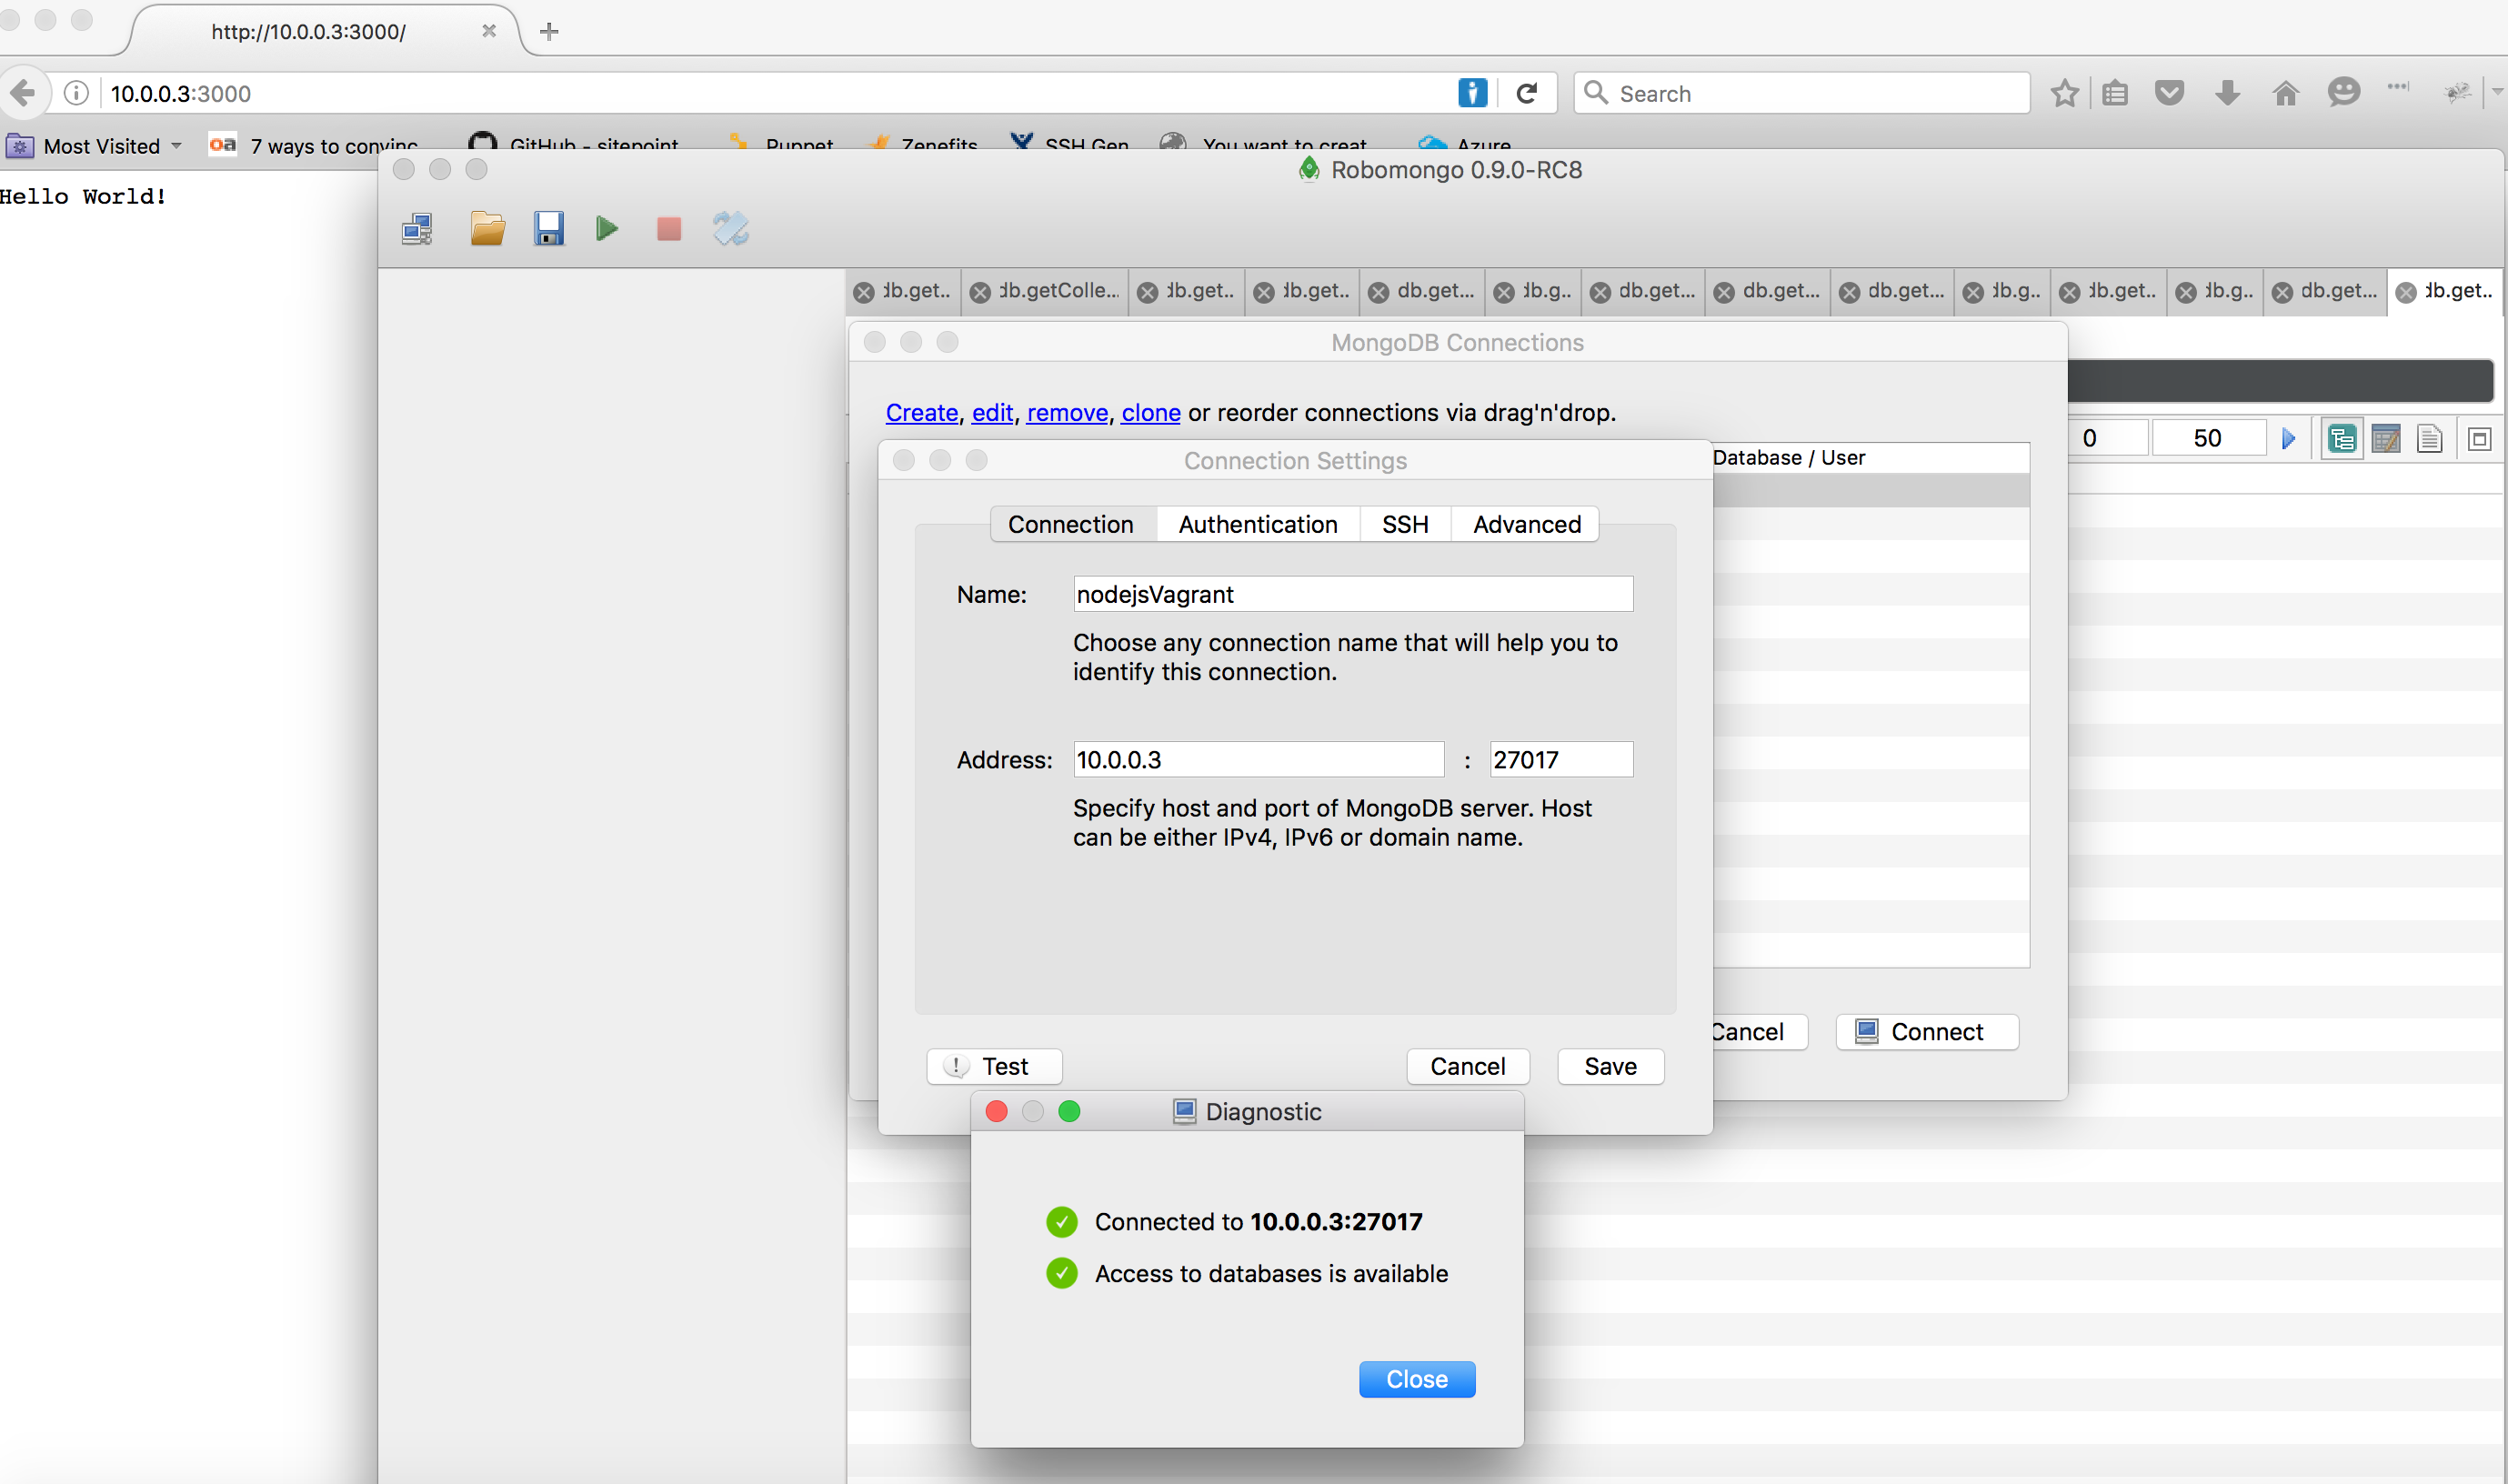 http://10.0.0.3:3000/
10.0.0.3:3000
Search
Most Visited
oa 7 ways to convinc
GitHub - sitepoint
Puppet
Zenefits
SSH Gen
You want to creat
Azure
Hello World!
Robomongo 0.9.0-RC8
db.get... db.getColle... db.get... db.get... db.get... db.g... db.get... db.get... db.get... db.g... db.get... db.g... db.get... db.get...
MongoDB Connections
Create, edit, remove, clone or reorder connections via drag'n'drop.
0 50
Database / User
Connection Settings
Connection Authentication SSH Advanced
Name: nodejsVagrant
Choose any connection name that will help you to
identify this connection.
Address: 10.0.0.3 : 27017
Specify host and port of MongoDB server. Host
can be either IPv4, IPv6 or domain name.
Cancel Connect
! Test Cancel Save
Diagnostic
Connected to 10.0.0.3:27017
Access to databases is available
Close